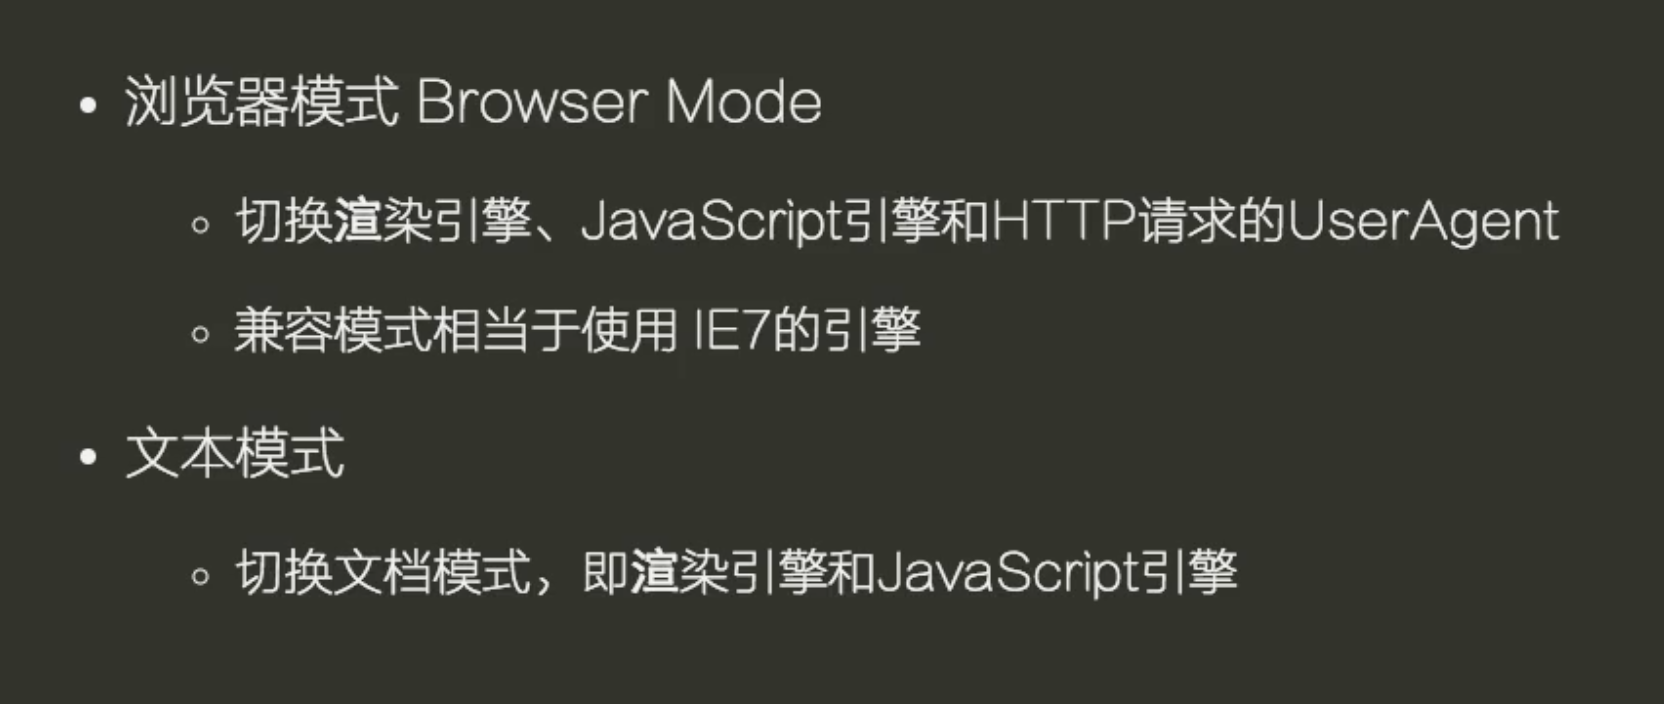 浏览器模式 Browser Mode
切换渲染引擎、JavaScript引擎和HTTP请求的UserAgent
兼容模式相当于使用 IE7的引擎
文本模式
切换文档模式，即渲染引擎和JavaScript引擎